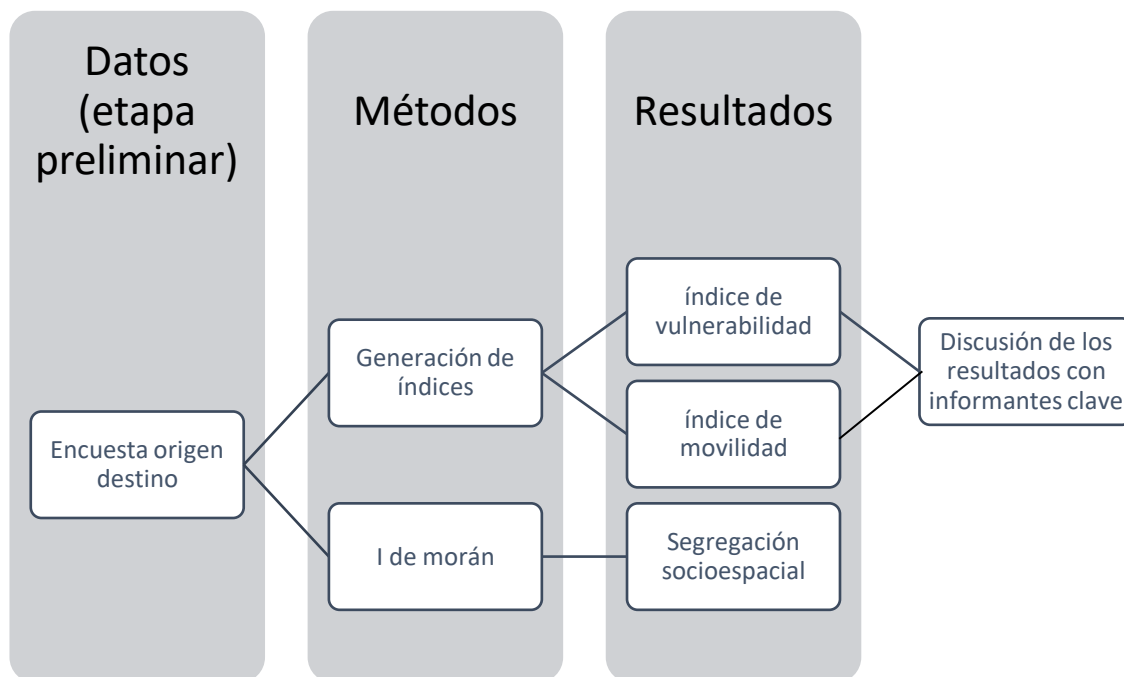 Datos
(etapa
preliminar)
Métodos
Resultados
Encuesta origen
destino
Generación de
índices
I de morán
índice de
vulnerabilidad
índice de
movilidad
Segregación
socioespacial
Discusión de los
resultados con
informantes clave